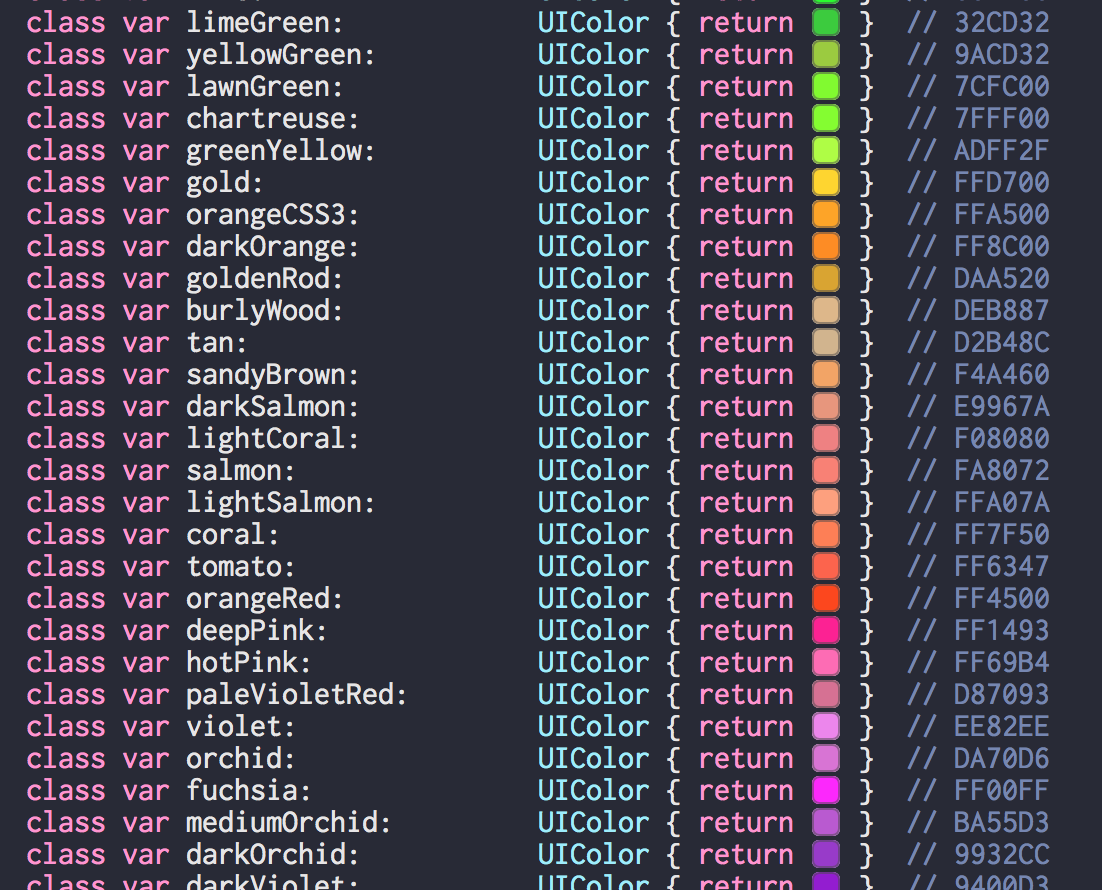 class var limeGreen: UIColor { return } // 32CD32
class var yellowGreen: UIColor { return } // 9ACD32
class var lawnGreen: UIColor { return } // 7CFC00
class var chartreuse: UIColor { return } // 7FFF00
class var greenYellow: UIColor { return } // ADFF2F
class var gold: UIColor { return } // FFD700
class var orangeCSS3: UIColor { return } // FFA500
class var darkOrange: UIColor { return } // FF8C00
class var goldenRod: UIColor { return } // DAA520
class var burlyWood: UIColor { return } // DEB887
class var tan: UIColor { return } // D2B48C
class var sandyBrown: UIColor { return } // F4A460
class var darkSalmon: UIColor { return } // E9967A
class var lightCoral: UIColor { return } // F08080
class var salmon: UIColor { return } // FA8072
class var lightSalmon: UIColor { return } // FFA07A
class var coral: UIColor { return } // FF7F50
class var tomato: UIColor { return } // FF6347
class var orangeRed: UIColor { return } // FF4500
class var deepPink: UIColor { return } // FF1493
class var hotPink: UIColor { return } // FF69B4
class var paleVioletRed: UIColor { return } // D87093
class var violet: UIColor { return } // EE82EE
class var orchid: UIColor { return } // DA70D6
class var fuchsia: UIColor { return } // FF00FF
class var mediumOrchid: UIColor { return } // BA55D3
class var darkOrchid: UIColor { return } // 9932CC
class var darkViolet: UIColor { return } // 9400D3